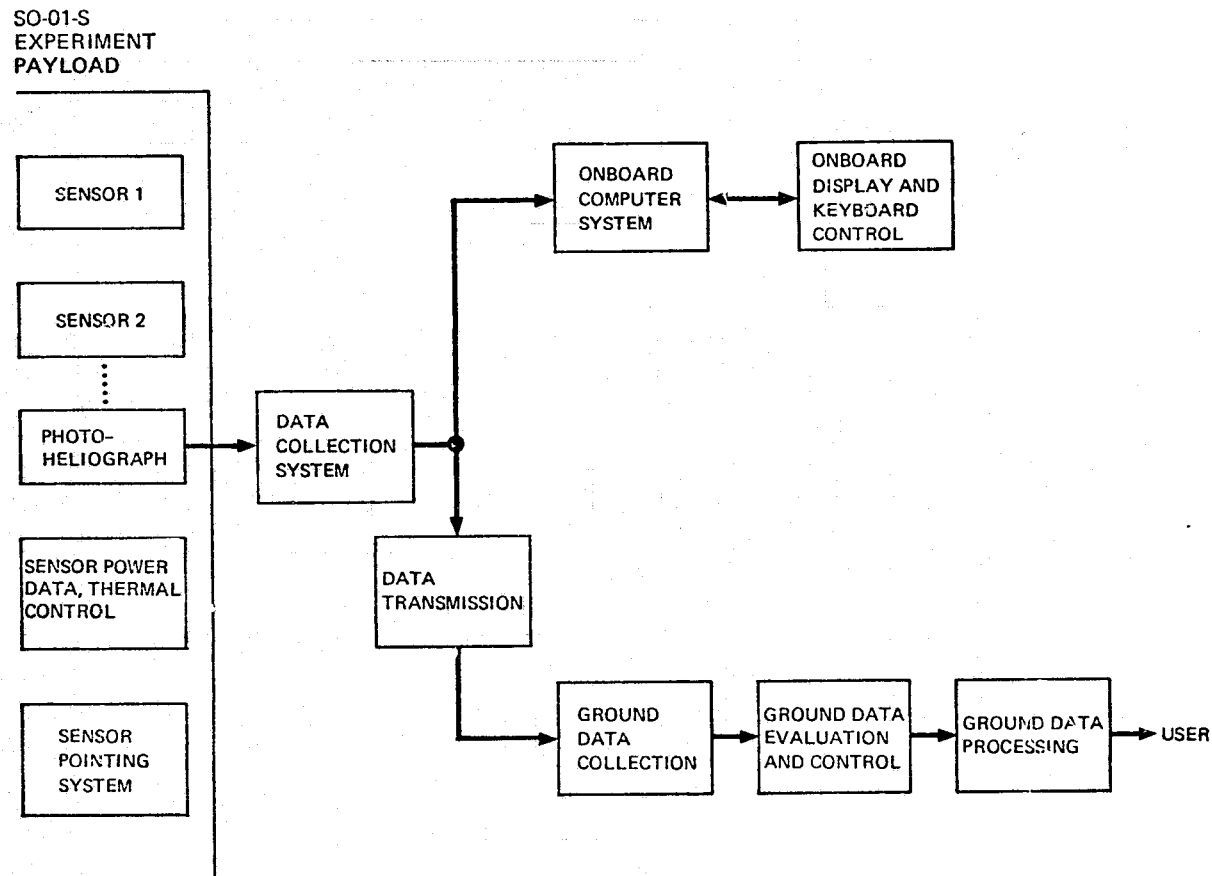 SO-01-S
EXPERIMENT
PAYLOAD
SENSOR 1
SENSOR 2
PHOTO-
HELIOGRAPH
SENSOR POWER
DATA, THERMAL
CONTROL
SENSOR
POINTING
SYSTEM
DATA
COLLECTION
SYSTEM
ONBOARD
COMPUTER
SYSTEM
ONBOARD
DISPLAY AND
KEYBOARD
CONTROL
DATA
TRANSMISSION
GROUND
DATA
COLLECTION
GROUND DATA
EVALUATION
AND CONTROL
GROUND DATA
PROCESSING
USER